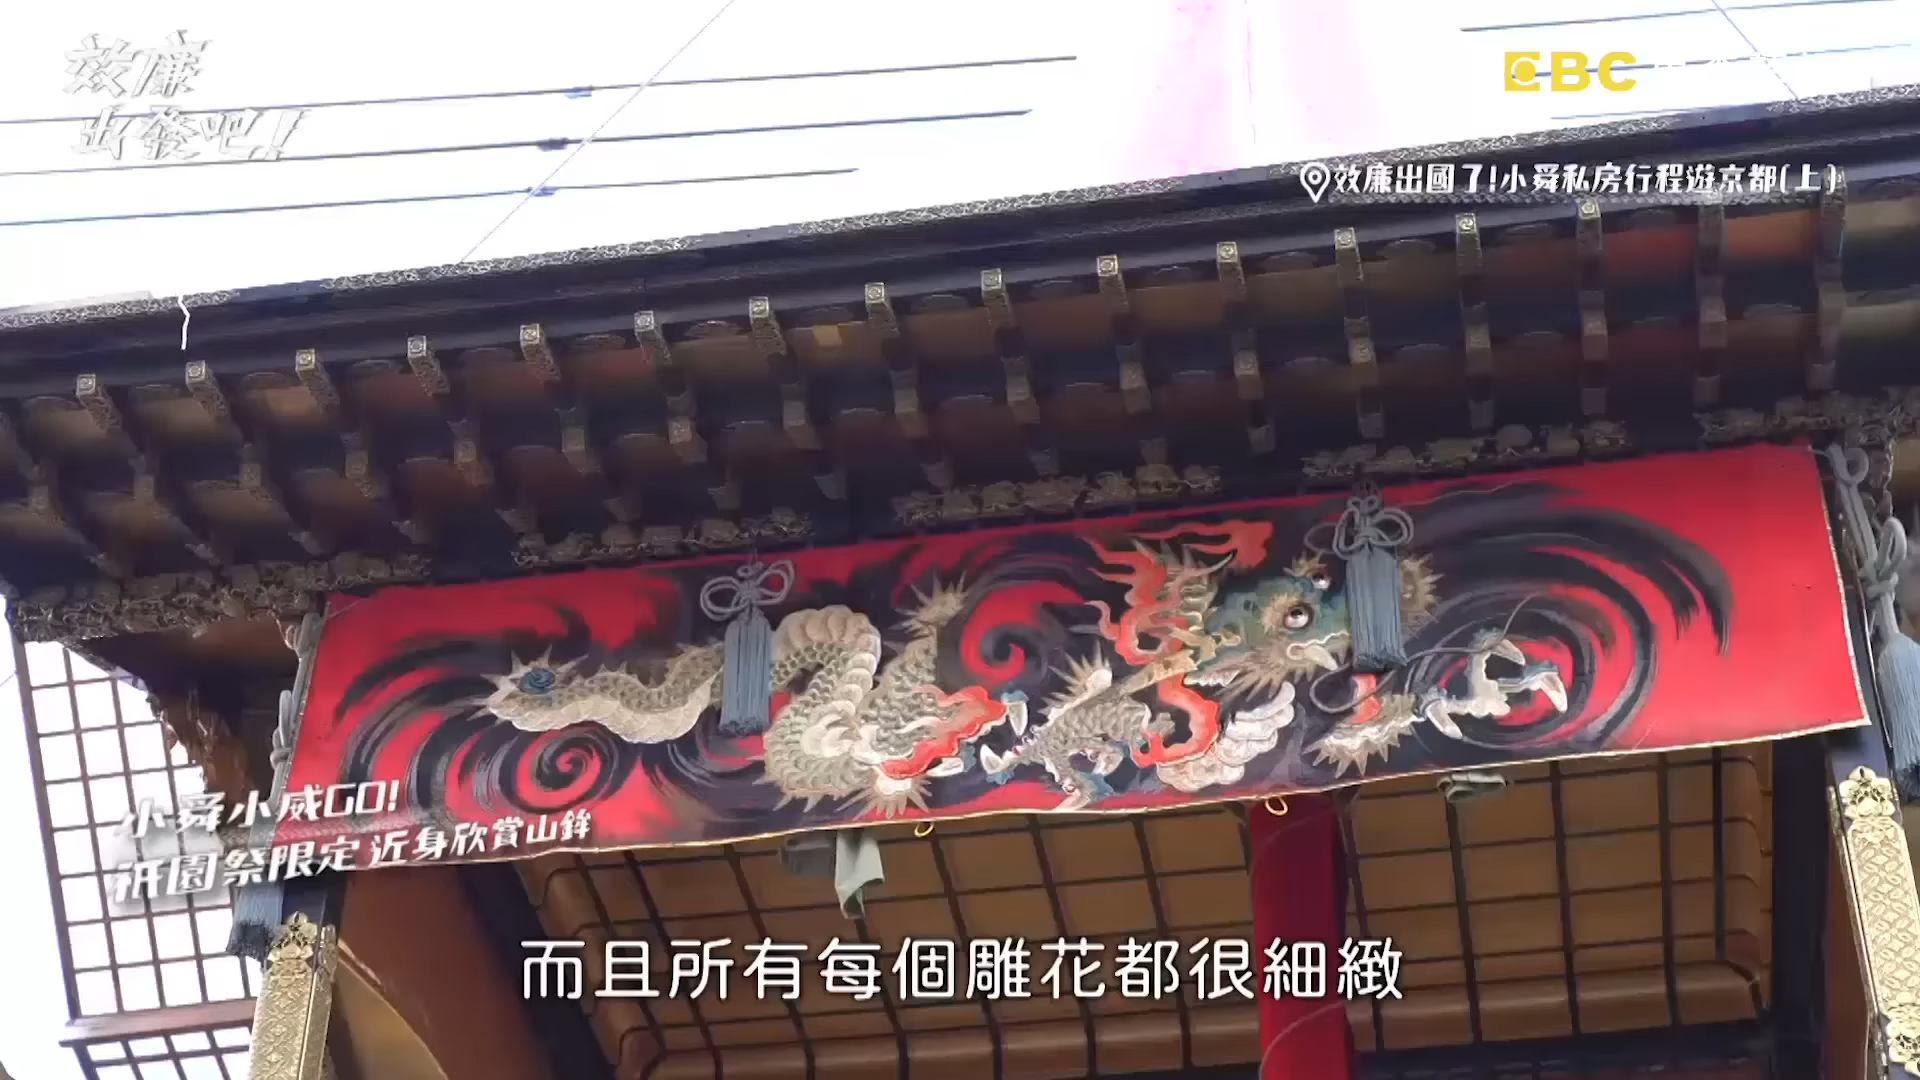 效廉
出發吧!
EBC
效廉出國了!小舜私房行程遊京都(上)
小舜小威GO!
祇園祭限定 近身欣賞山鉾
而且所有每個雕花都很細緻